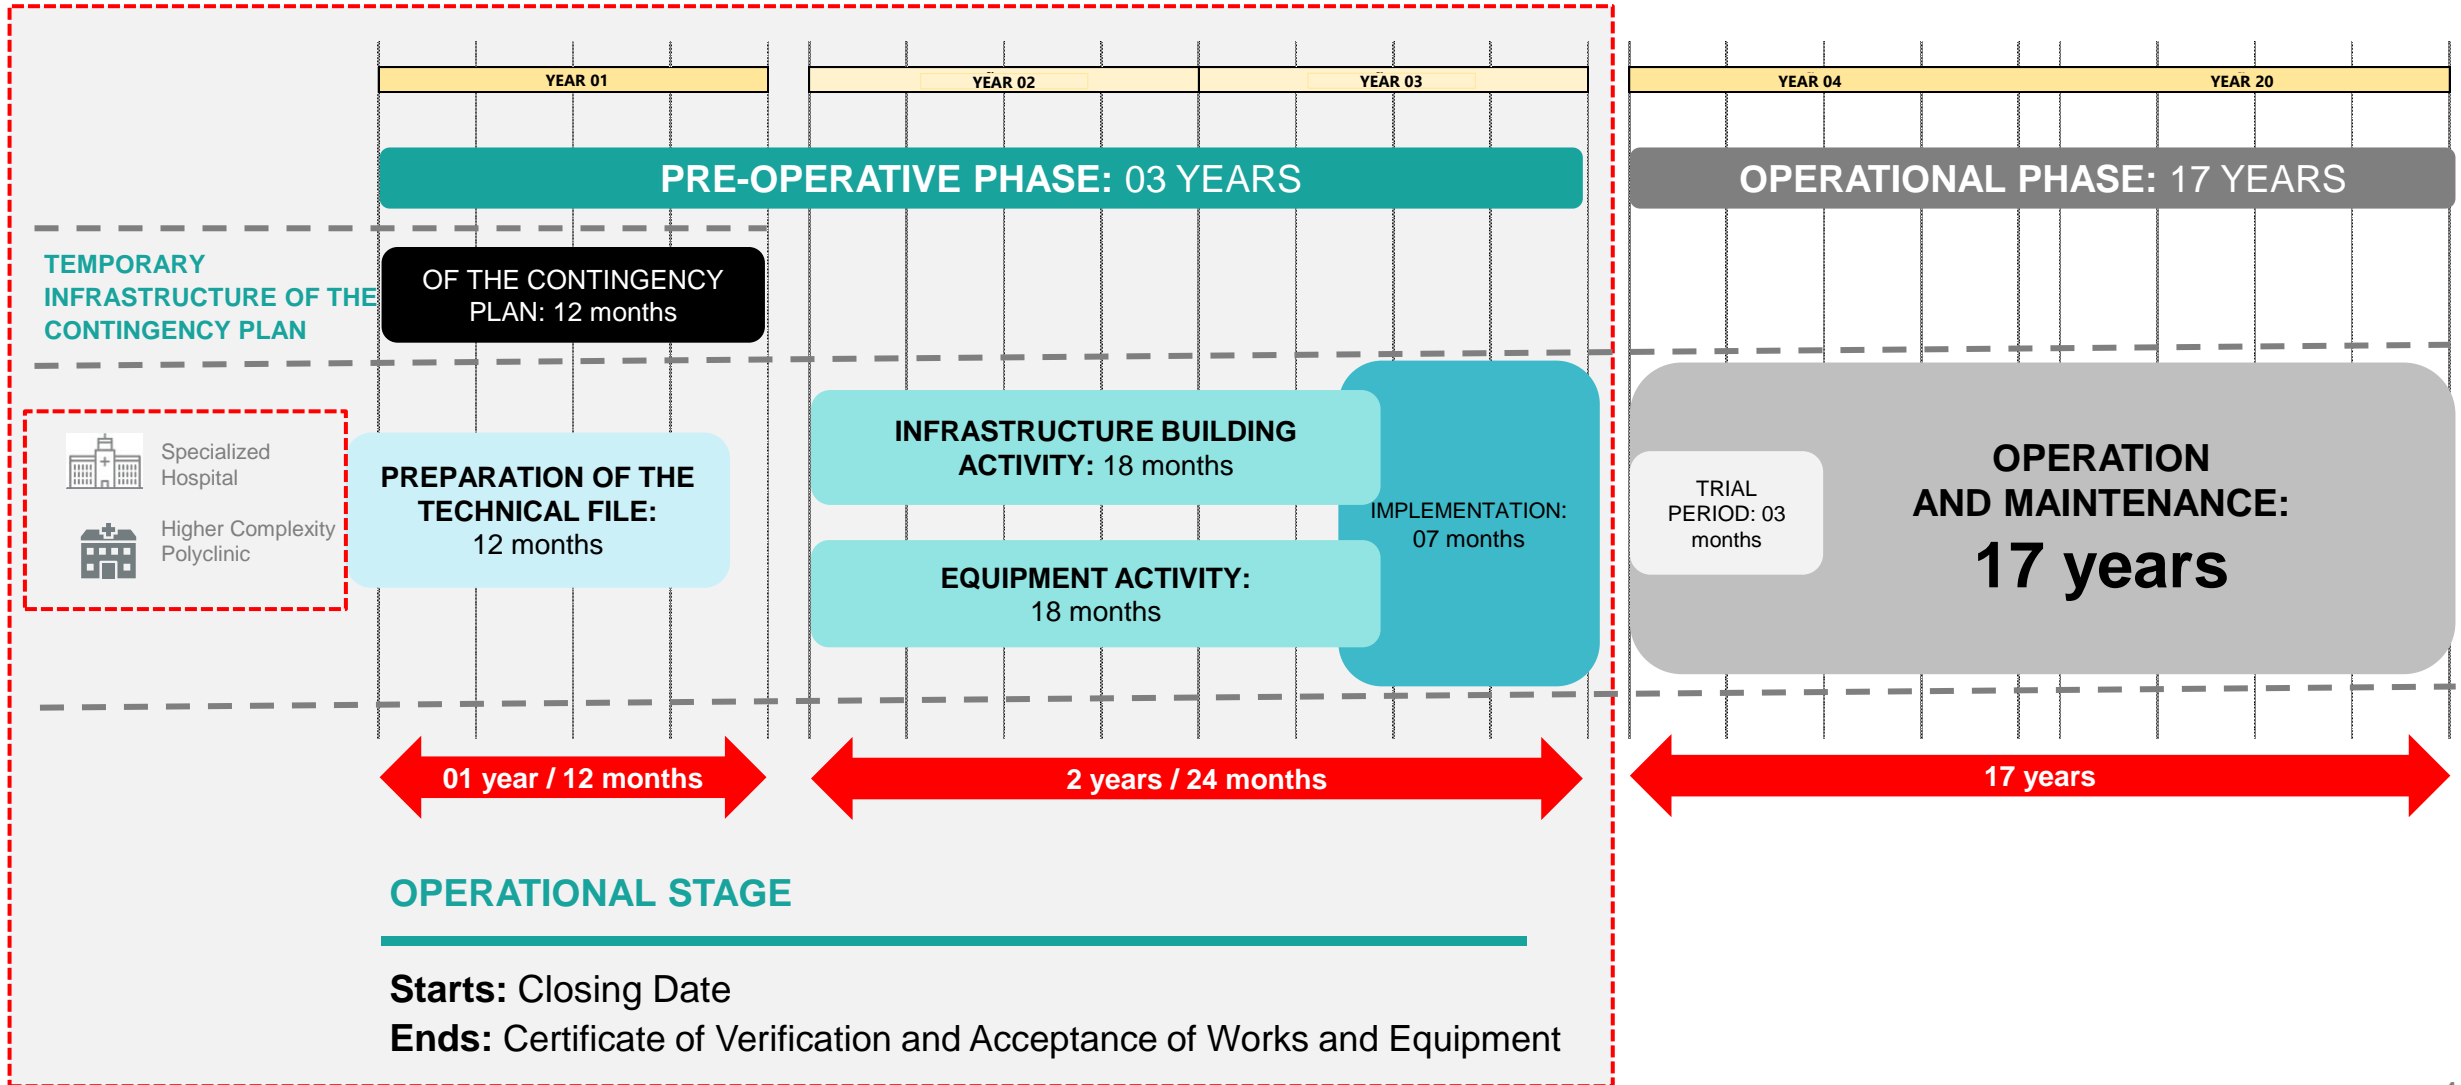 YEAR 01
YEAR 02
YEAR 03
YEAR 04
YEAR 20
PRE-OPERATIVE PHASE: 03 YEARS
OPERATIONAL PHASE: 17 YEARS
TEMPORARY
INFRASTRUCTURE OF THE
CONTINGENCY PLAN
OF THE CONTINGENCY
PLAN: 12 months
Specialized
Hospital
Higher Complexity
Polyclinic
PREPARATION OF THE
TECHNICAL FILE:
12 months
INFRASTRUCTURE BUILDING
ACTIVITY: 18 months
EQUIPMENT ACTIVITY:
18 months
IMPLEMENTATION:
07 months
TRIAL
PERIOD: 03
months
OPERATION
AND MAINTENANCE:
17 years
01 year / 12 months
2 years / 24 months
17 years
OPERATIONAL STAGE
Starts: Closing Date
Ends: Certificate of Verification and Acceptance of Works and Equipment